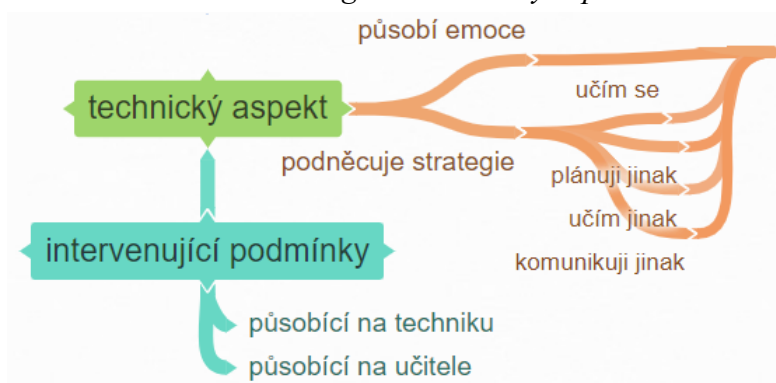 působí emoce
učím se
technický aspekt
podněcuje strategie
plánuji jinak
učím jinak
intervenující podmínky
komunikuji jinak
působící na techniku
působící na učitele